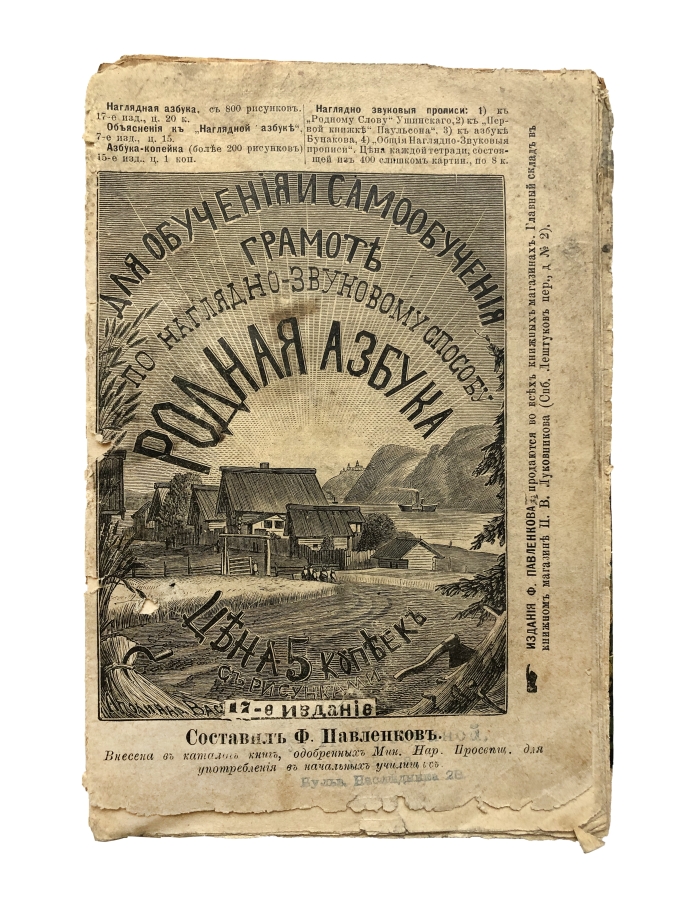 Наглядная азбука, съ 800 рисунковъ.
17-е изд., ц. 20 к.
Объясненія къ „Наглядной азбукѣ“,
7-е изд., ц. 15.
Азбука-копейка (болѣе 200 рисунковъ)
15-е изд. ц. 1 коп.
Наглядно звуковыя прописи: 1) къ
„Родному Слову“ Ушинскаго, 2) къ „Пер-
вой книжкѣ“ Паульсона“, 3) къ азбукѣ
Бунакова, 4) „Общія Наглядно-Звуковыя
прописи“. Цѣна каждой тетради, состоя-
щей изъ 400 слишкомъ картин., по 8 к.
ДЛЯ ОБУЧЕНІЯ И САМООБУЧЕНІЯ
ГРАМОТѢ
ПО НАГЛЯДНО-ЗВУКОВОМУ СПОСОБУ
РОДНАЯ АЗБУКА
ЦѢНА 5 КОПѢЕКЪ
СЪ РИСУНКАМИ
17-е изданіе
Составилъ Ф. Павленковъ.
Внесена въ каталогъ книгъ, одобренныхъ Мин. Нар. Просвѣщ. для
употребленія въ начальныхъ училищахъ
ИЗДАНІЯ Ф. ПАВЛЕНКОВА продаются во всѣхъ книжныхъ магазинахъ. Главный складъ въ
книжномъ магазинѣ П. В. Луковникова (Спб. Лештуковъ пер., д № 2).